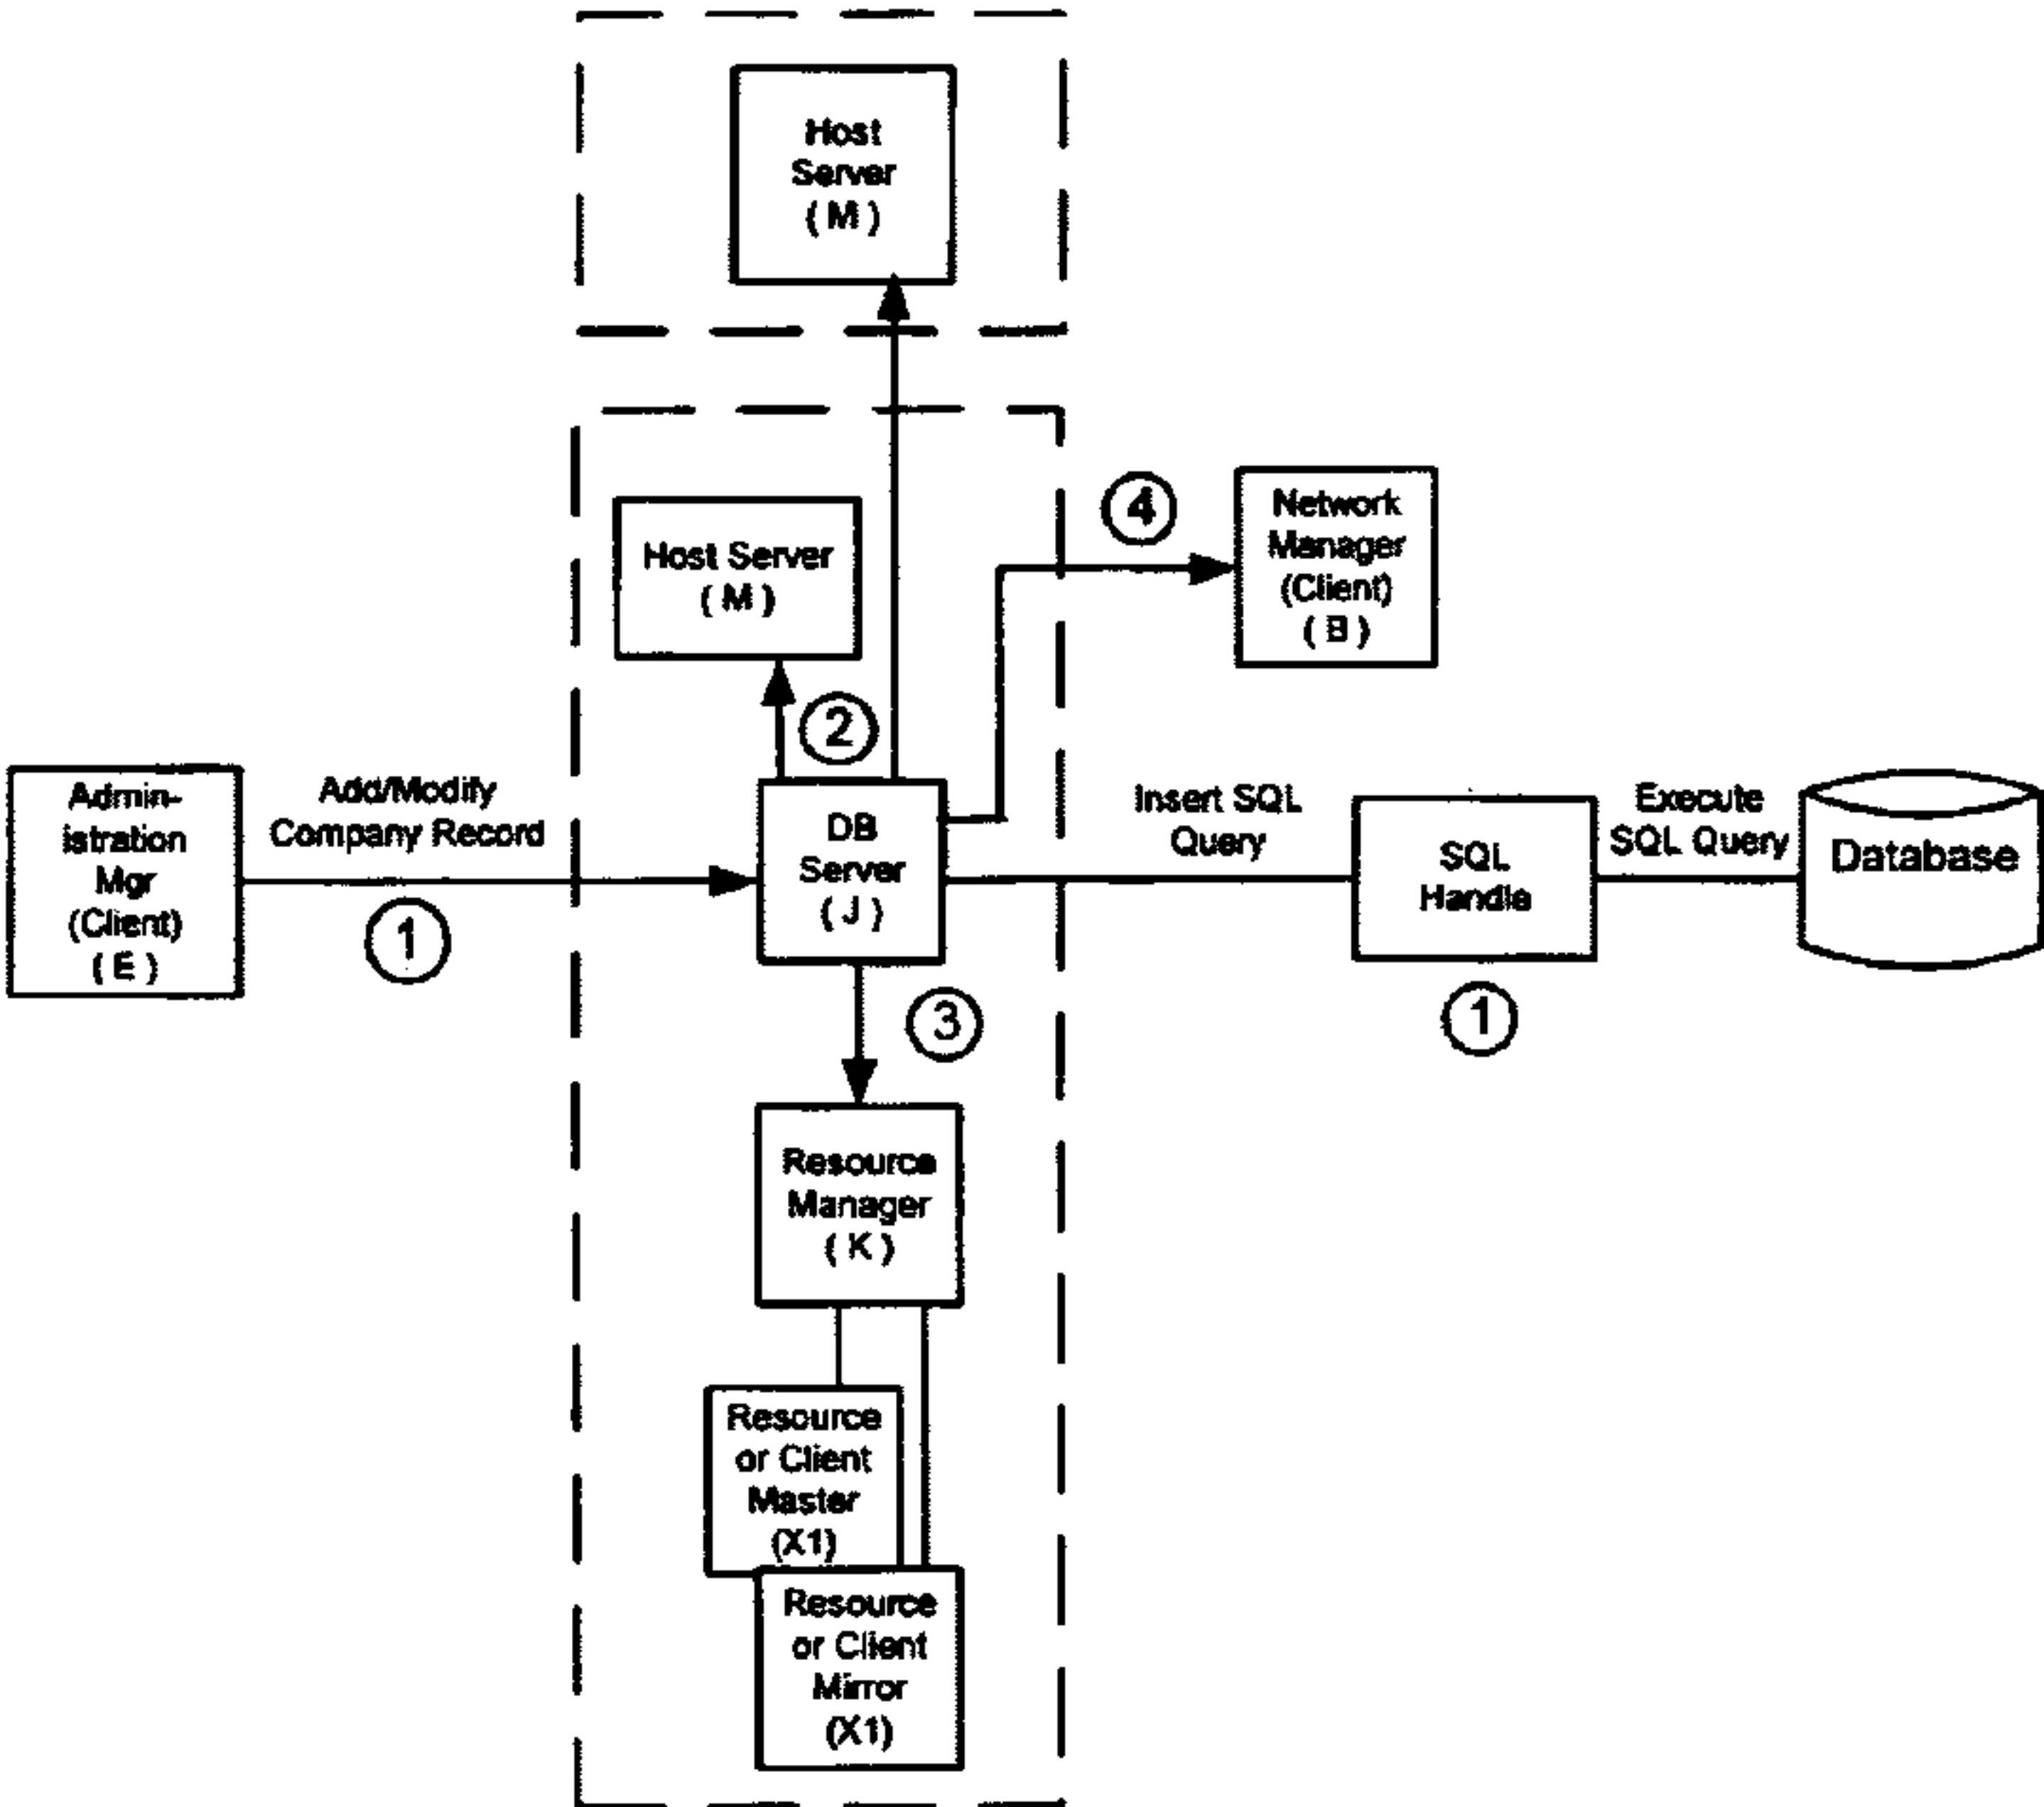 Host
Server
( M )
Host Server
( M )
4
Network
Manager
(Client)
( B )
2
Admin-
istration
Mgr
(Client)
( E )
Add/Modify
Company Record
1
DB
Server
( J )
Insert SQL
Query
SQL
Handle
1
Execute
SQL Query
Database
3
Resource
Manager
( K )
Resource
or Client
Master
(X1)
Resource
or Client
Mirror
(X1)